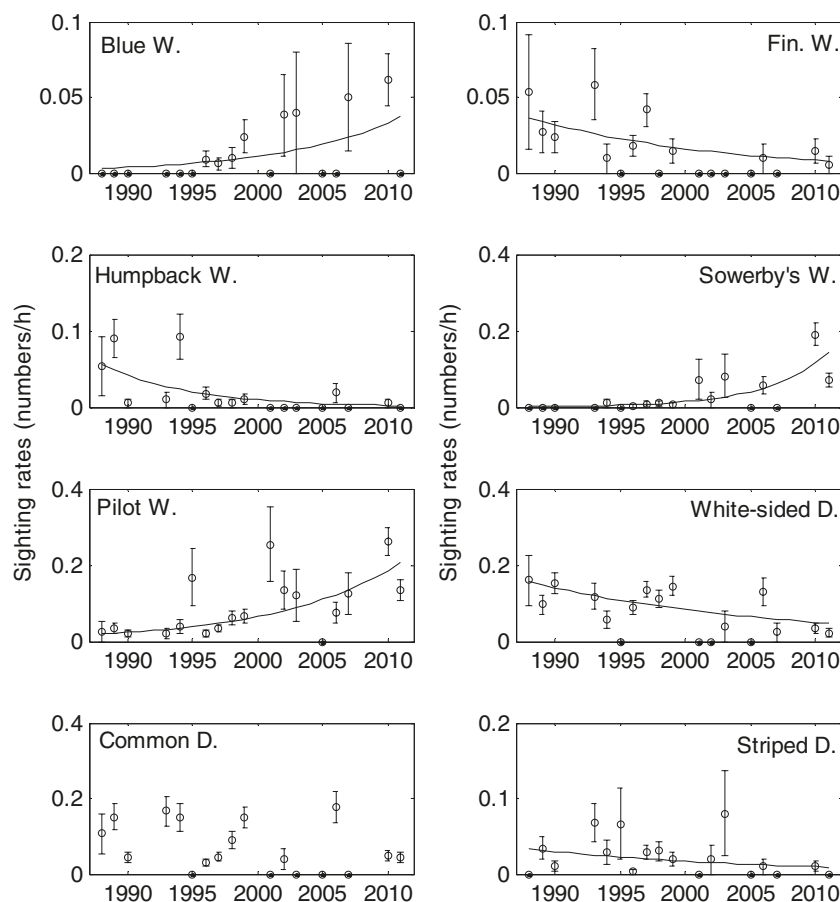 Blue W.
0.1
0.05
0
1990 1995 2000 2005 2010
Fin. W.
0.1
0.05
0
1990 1995 2000 2005 2010
Humpback W.
0.2
0.1
0
1990 1995 2000 2005 2010
Sowerby's W.
0.4
0.2
0
1990 1995 2000 2005 2010
Sighting rates (numbers/h)
Sighting rates (numbers/h)
Pilot W.
0.4
0.2
0
1990 1995 2000 2005 2010
White-sided D.
0.4
0.2
0
1990 1995 2000 2005 2010
Common D.
0.4
0.2
0
1990 1995 2000 2005 2010
Striped D.
0.2
0.1
0
1990 1995 2000 2005 2010